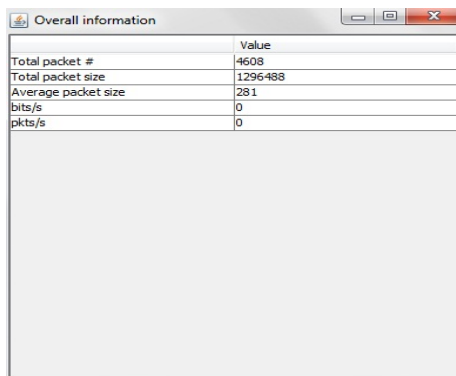 Overall information
Value
Total packet # 4608
Total packet size 1296488
Average packet size 281
bits/s 0
pkts/s 0